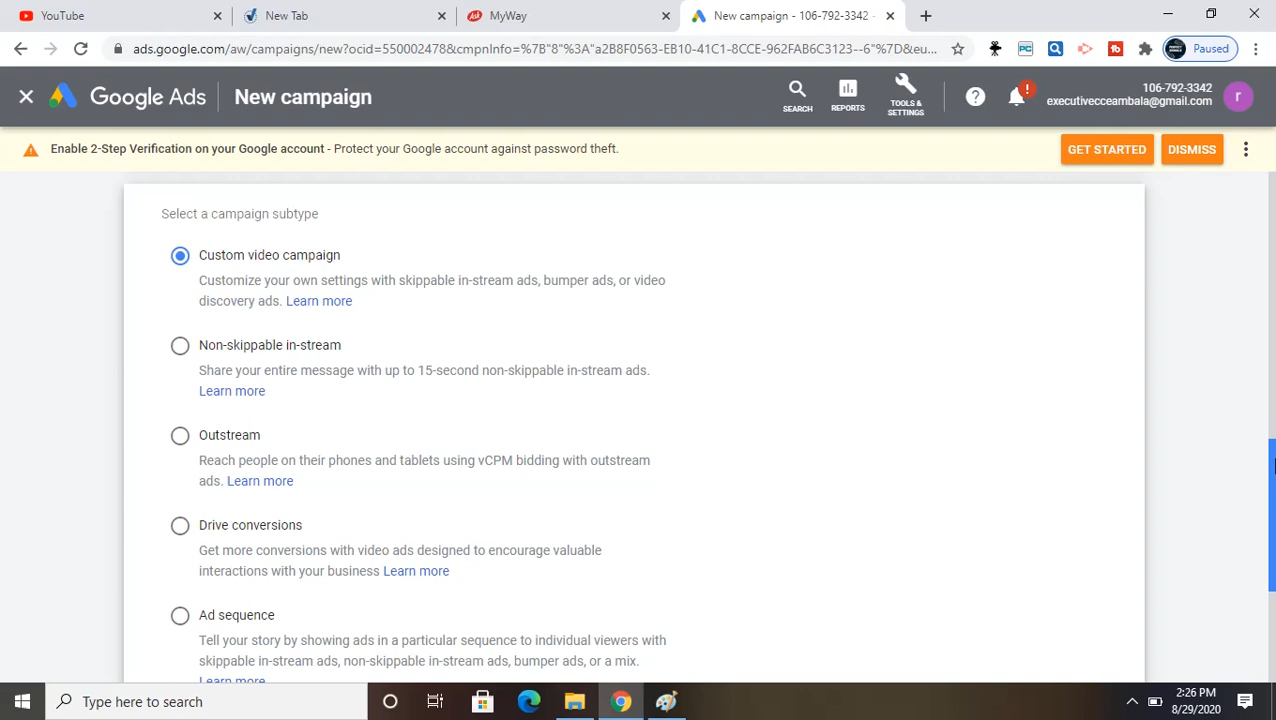 YouTube
New Tab
Ask MyWay
New campaign - 106-792-3342 -
ads.google.com/aw/campaigns/new?ocid=550002478&cmpnInfo=%7B"8"%3A"a2B8F0563-EB10-41C1-8CCE-962FAB6C3123--6"%7D&eu...
PC
Paused
Google Ads New campaign
SEARCH
REPORTS
TOOLS & SETTINGS
106-792-3342
executivecceambala@gmail.com
r
Enable 2-Step Verification on your Google account - Protect your Google account against password theft.
GET STARTED
DISMISS
Select a campaign subtype
Custom video campaign
Customize your own settings with skippable in-stream ads, bumper ads, or video
discovery ads. Learn more
Non-skippable in-stream
Share your entire message with up to 15-second non-skippable in-stream ads.
Learn more
Outstream
Reach people on their phones and tablets using vCPM bidding with outstream
ads. Learn more
Drive conversions
Get more conversions with video ads designed to encourage valuable
interactions with your business Learn more
Ad sequence
Tell your story by showing ads in a particular sequence to individual viewers with
skippable in-stream ads, non-skippable in-stream ads, bumper ads, or a mix.
Learn more
Type here to search
2:26 PM
8/29/2020